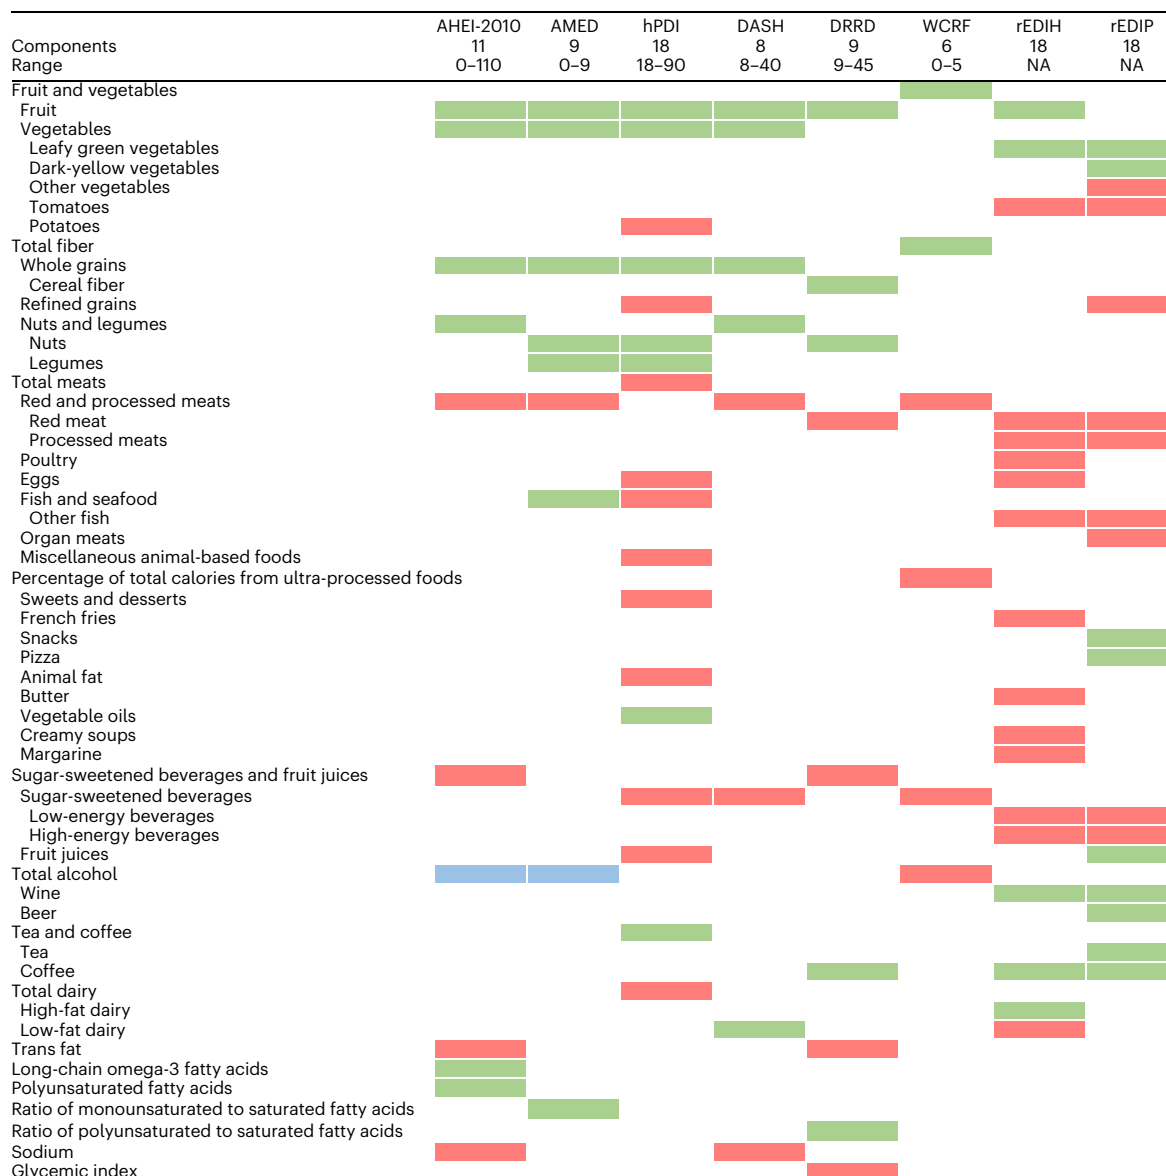 AHEI-2010 AMED hPDI DASH DRRD WCRF rEDIH rEDIP
Components 11 9 18 8 9 6 18 18
Range 0–110 0–9 18–90 8–40 9–45 0–5 NA NA
Fruit and vegetables
Fruit
Vegetables
Leafy green vegetables
Dark-yellow vegetables
Other vegetables
Tomatoes
Potatoes
Total fiber
Whole grains
Cereal fiber
Refined grains
Nuts and legumes
Nuts
Legumes
Total meats
Red and processed meats
Red meat
Processed meats
Poultry
Eggs
Fish and seafood
Other fish
Organ meats
Miscellaneous animal-based foods
Percentage of total calories from ultra-processed foods
Sweets and desserts
French fries
Snacks
Pizza
Animal fat
Butter
Vegetable oils
Creamy soups
Margarine
Sugar-sweetened beverages and fruit juices
Sugar-sweetened beverages
Low-energy beverages
High-energy beverages
Fruit juices
Total alcohol
Wine
Beer
Tea and coffee
Tea
Coffee
Total dairy
High-fat dairy
Low-fat dairy
Trans fat
Long-chain omega-3 fatty acids
Polyunsaturated fatty acids
Ratio of monounsaturated to saturated fatty acids
Ratio of polyunsaturated to saturated fatty acids
Sodium
Glycemic index